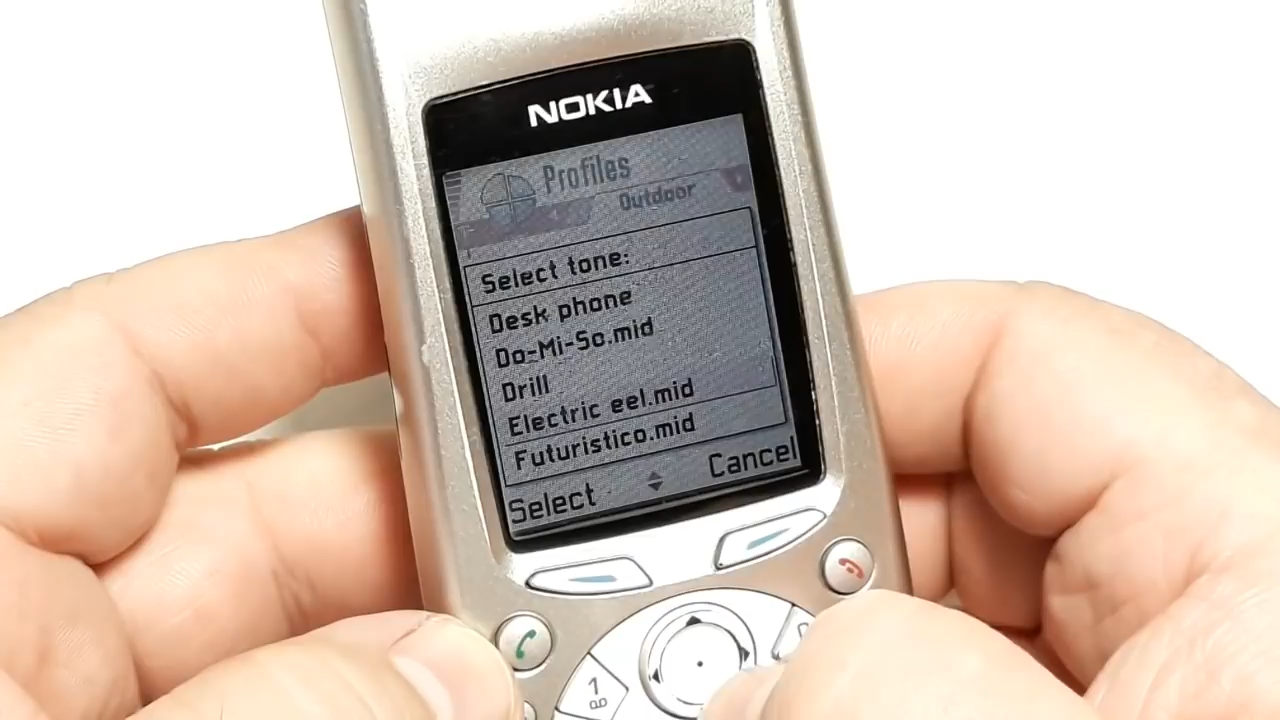 NOKIA
Profiles
Outdoor
Select tone:
Desk phone
Do-Mi-So.mid
Drill
Electric eel.mid
Futuristico.mid
Select
Cancel
1